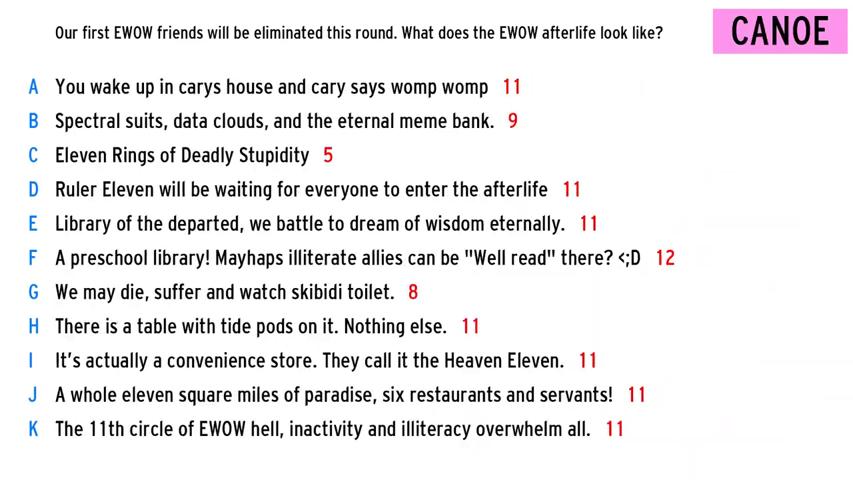 Our first EWOW friends will be eliminated this round. What does the EWOW afterlife look like?
CANOE
A You wake up in carys house and cary says womp womp 11
B Spectral suits, data clouds, and the eternal meme bank. 9
C Eleven Rings of Deadly Stupidity 5
D Ruler Eleven will be waiting for everyone to enter the afterlife 11
E Library of the departed, we battle to dream of wisdom eternally. 11
F A preschool library! Mayhaps illiterate allies can be "Well read" there? <;D 12
G We may die, suffer and watch skibidi toilet. 8
H There is a table with tide pods on it. Nothing else. 11
I It's actually a convenience store. They call it the Heaven Eleven. 11
J A whole eleven square miles of paradise, six restaurants and servants! 11
K The 11th circle of EWOW hell, inactivity and illiteracy overwhelm all. 11